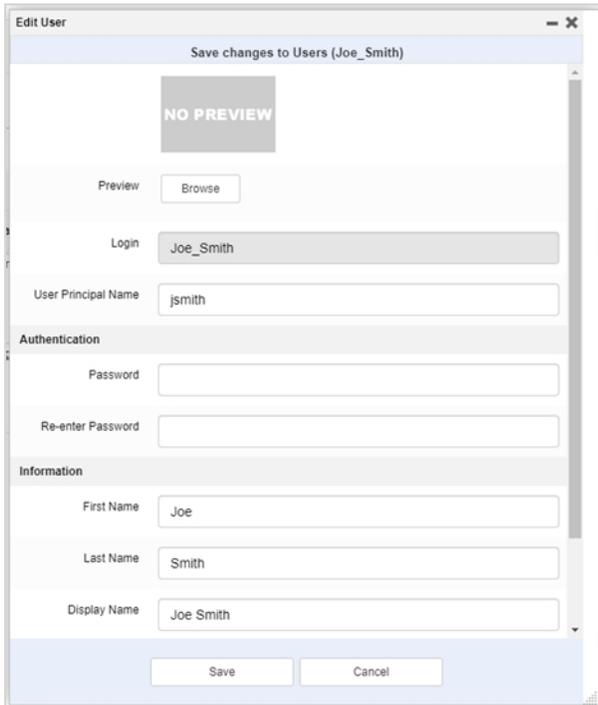 Edit User
Save changes to Users (Joe_Smith)
NO PREVIEW
Preview
Browse
Login
Joe_Smith
User Principal Name
jsmith
Authentication
Password
Re-enter Password
Information
First Name
Joe
Last Name
Smith
Display Name
Joe Smith
Save
Cancel